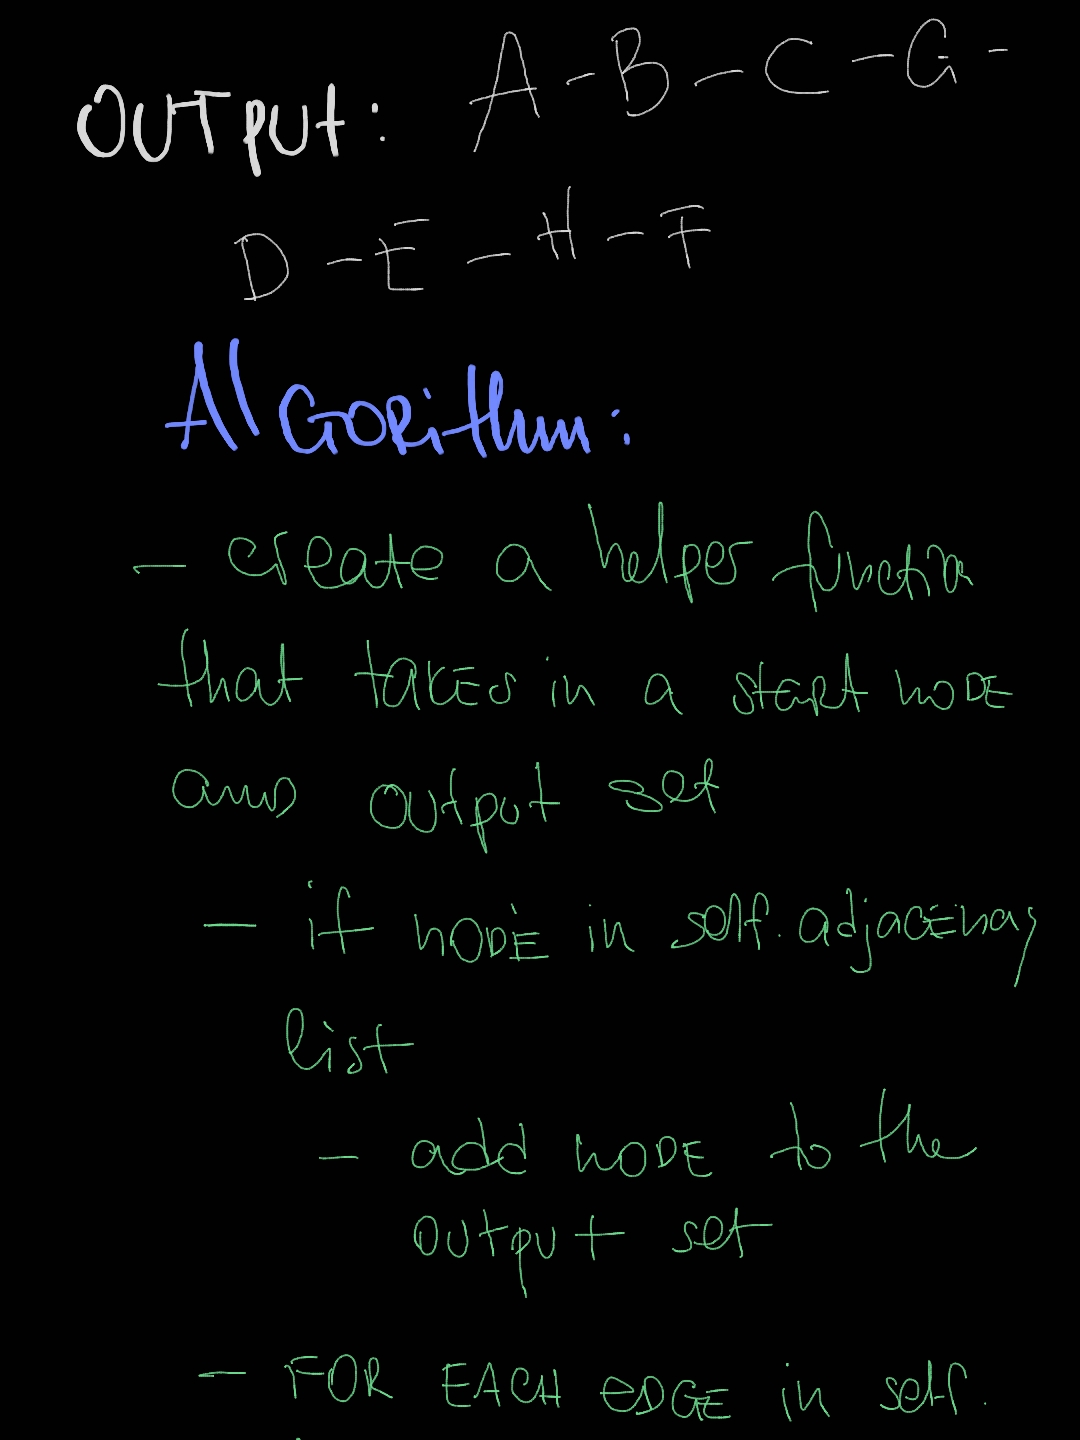 OUTPUT: A - B - C - G -
D - E - H - F
AlGORithm:
- create a helper function
that takes in a start NODE
and output set
- if NODE in self.adjacency
list
- add NODE to the
output set
- FOR EACH EDGE in self.